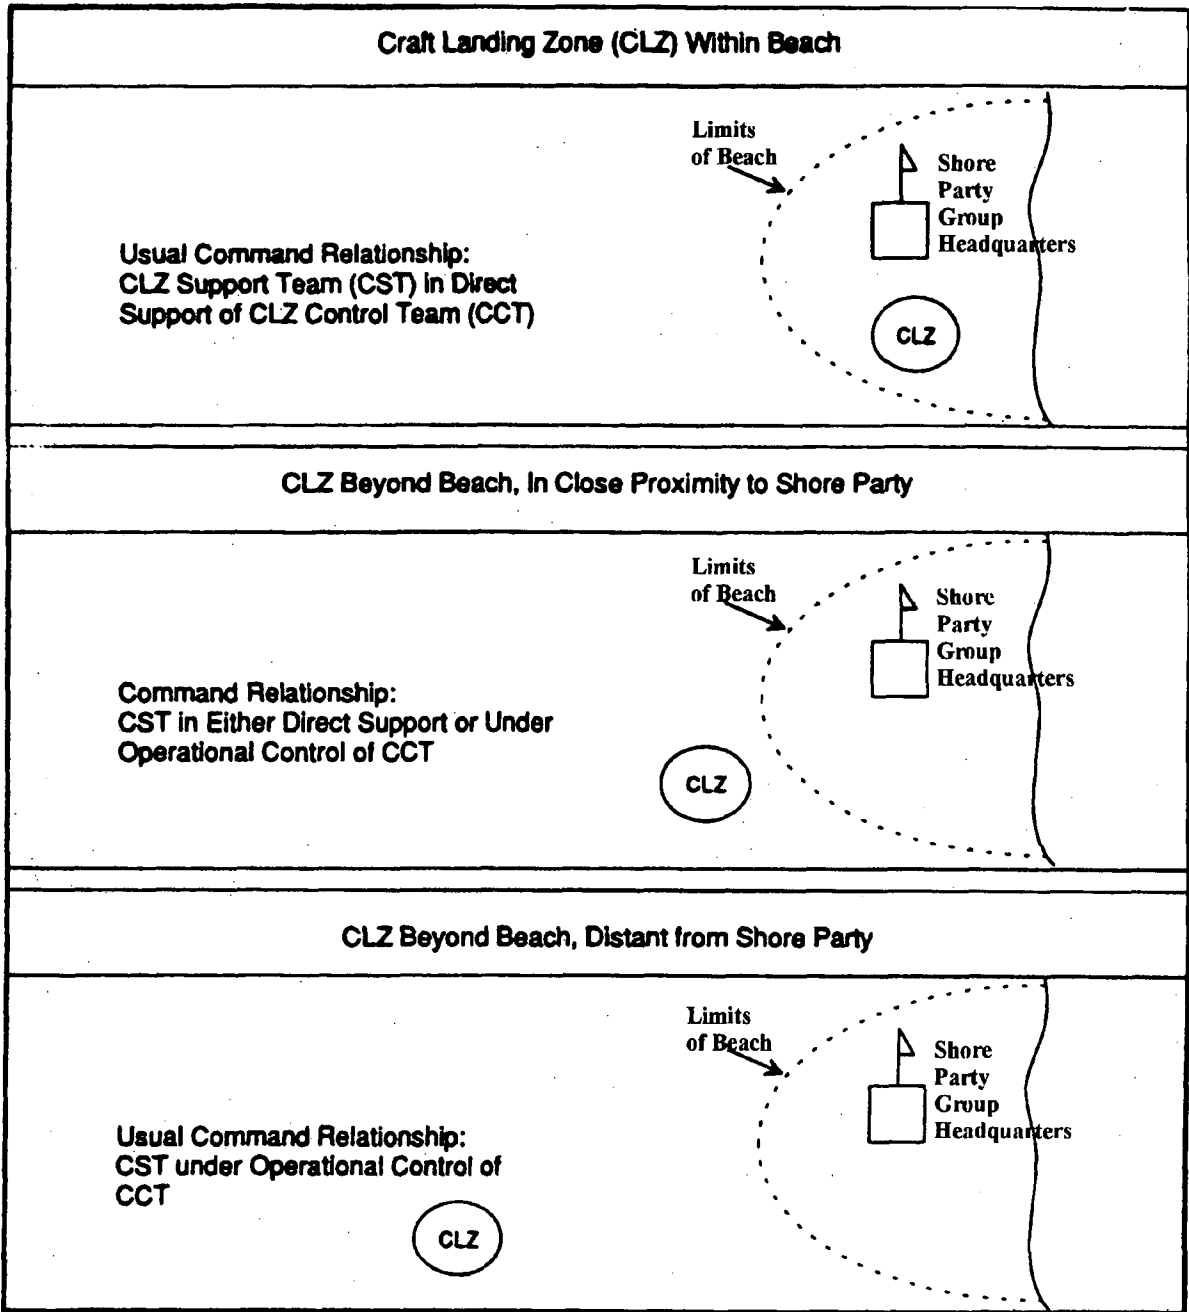 Craft Landing Zone (CLZ) Within Beach
Limits
of Beach
Shore
Party
Group
Headquarters
Usual Command Relationship:
CLZ Support Team (CST) in Direct
Support of CLZ Control Team (CCT)
CLZ
CLZ Beyond Beach, In Close Proximity to Shore Party
Limits
of Beach
Shore
Party
Group
Headquarters
Command Relationship:
CST in Either Direct Support or Under
Operational Control of CCT
CLZ
CLZ Beyond Beach, Distant from Shore Party
Limits
of Beach
Shore
Party
Group
Headquarters
Usual Command Relationship:
CST under Operational Control of
CCT
CLZ